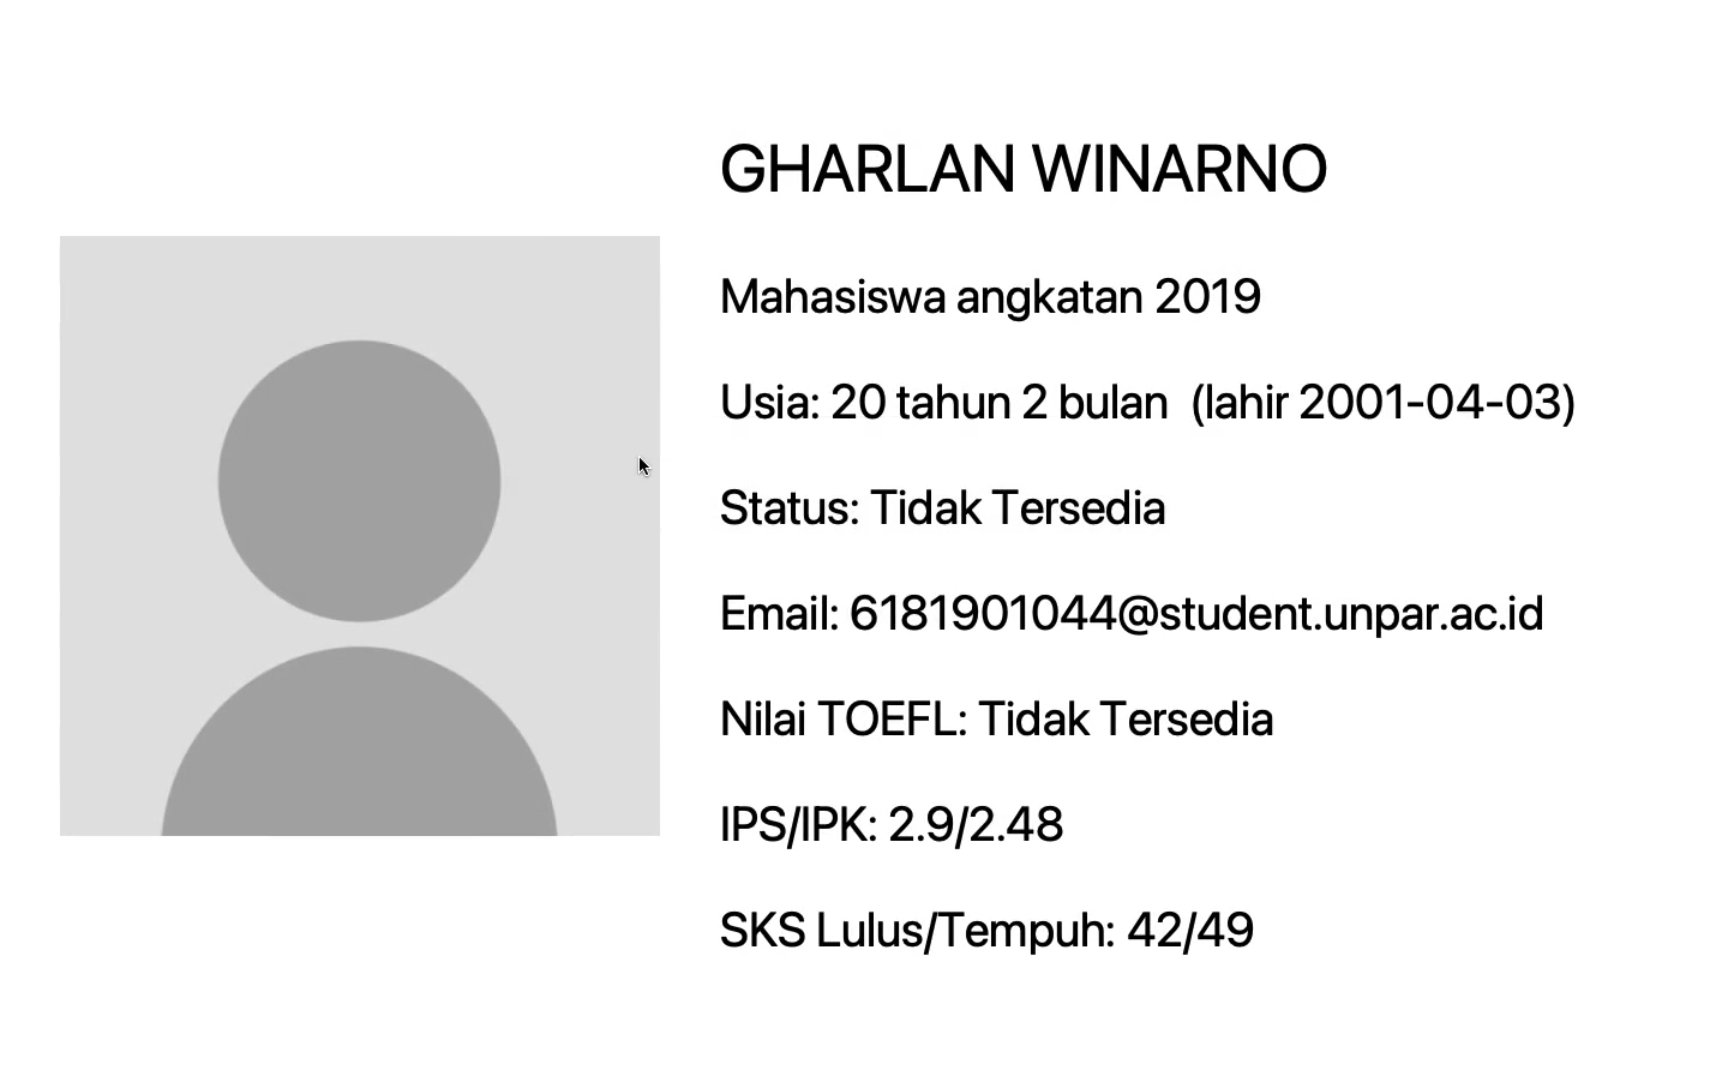 GHARLAN WINARNO
Mahasiswa angkatan 2019
Usia: 20 tahun 2 bulan (lahir 2001-04-03)
Status: Tidak Tersedia
Email: 6181901044@student.unpar.ac.id
Nilai TOEFL: Tidak Tersedia
IPS/IPK: 2.9/2.48
SKS Lulus/Tempuh: 42/49